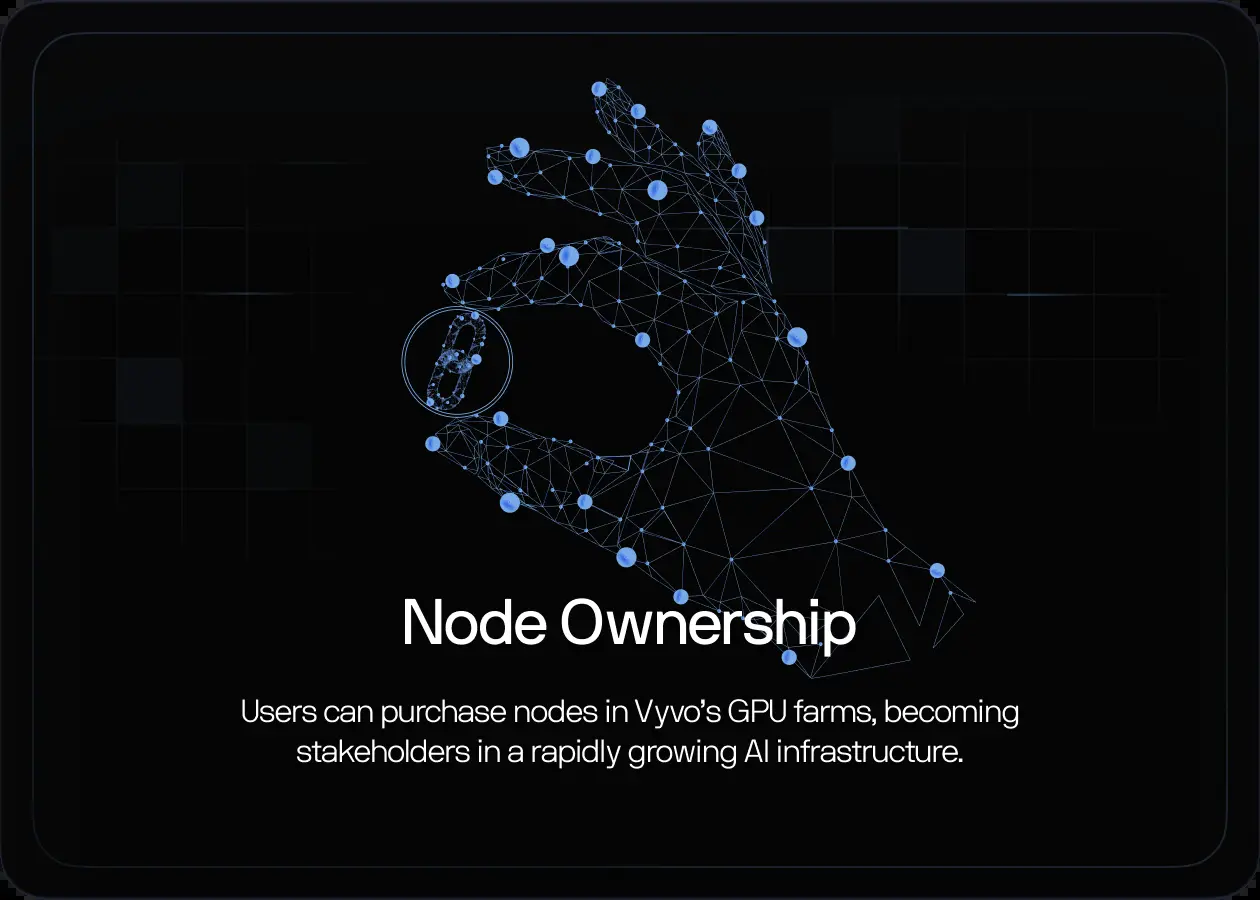 Node Ownership
Users can purchase nodes in Vyvo’s GPU farms, becoming
stakeholders in a rapidly growing AI infrastructure.